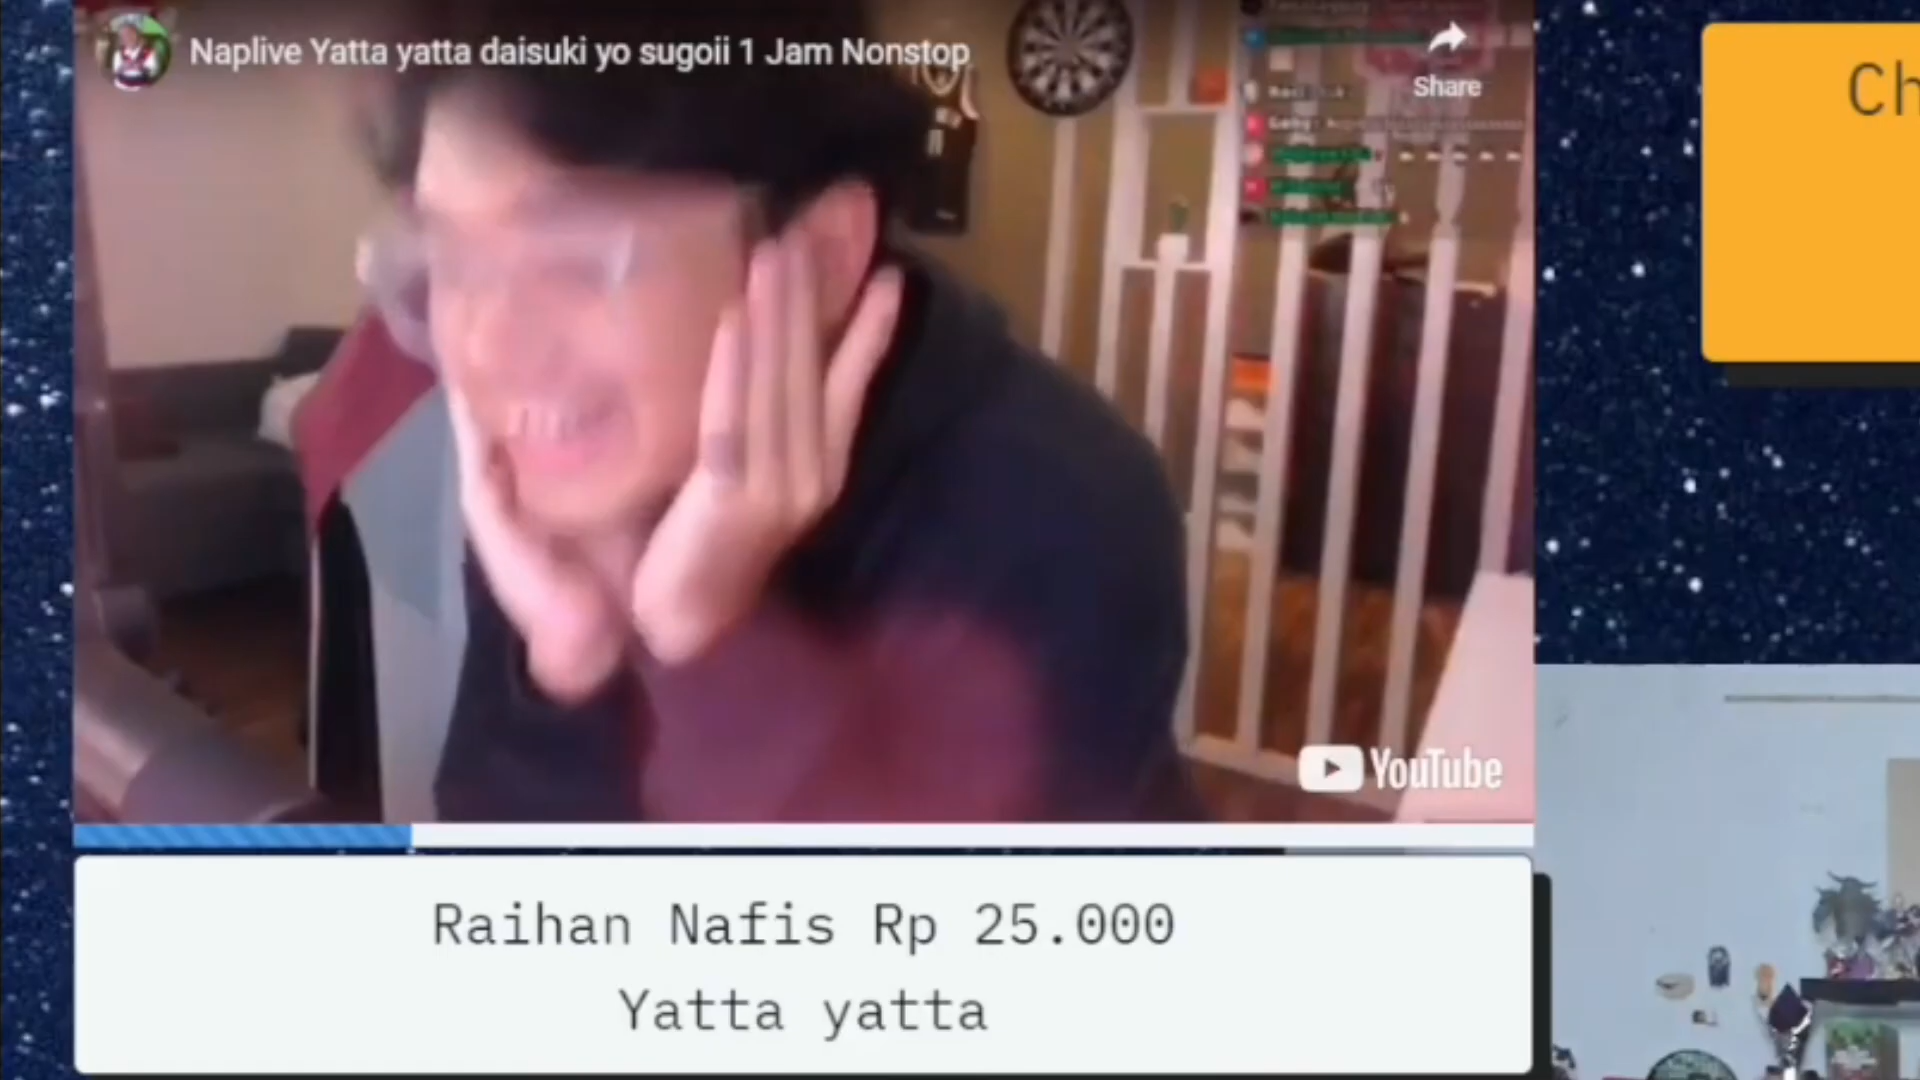 Naplive Yatta yatta daisuki yo sugoii 1 Jam Nonstop
Share
Ch
YouTube
Raihan Nafis Rp 25.000
Yatta yatta